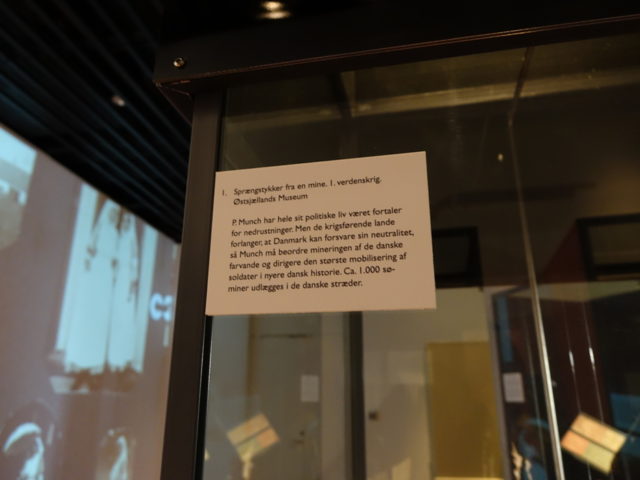 1. Sprængstykker fra en mine. 1. verdenskrig.
Østsjællands Museum
P. Munch har hele sit politiske liv været fortaler
for nedrustninger. Men de krigsførende lande
forlanger, at Danmark kan forsvare sin neutralitet,
så Munch må beordre mineringen af de danske
farvande og dirigere den største mobilisering af
soldater i nyere dansk historie. Ca. 1.000 sø-
miner udlægges i de danske stræder.